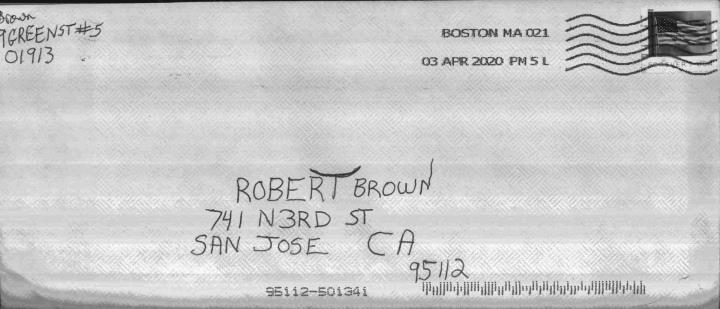 Brown
9 GREEN ST #5
01913
BOSTON MA 021
03 APR 2020 PM 5 L
ROBERT BROWN
741 N 3RD ST
SAN JOSE CA
95112
95112-501341